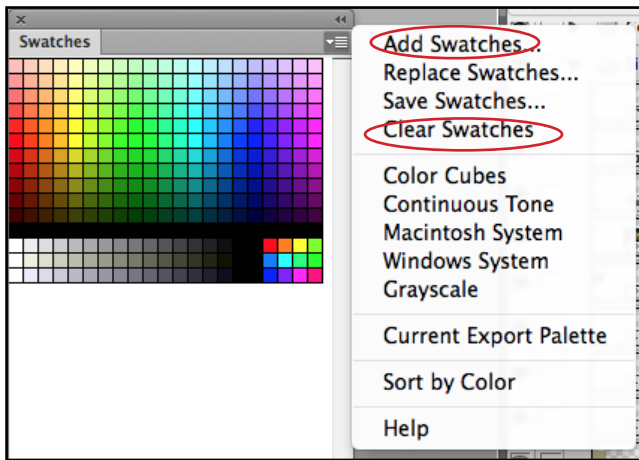 Swatches
Add Swatches...
Replace Swatches...
Save Swatches...
Clear Swatches
Color Cubes
Continuous Tone
Macintosh System
Windows System
Grayscale
Current Export Palette
Sort by Color
Help